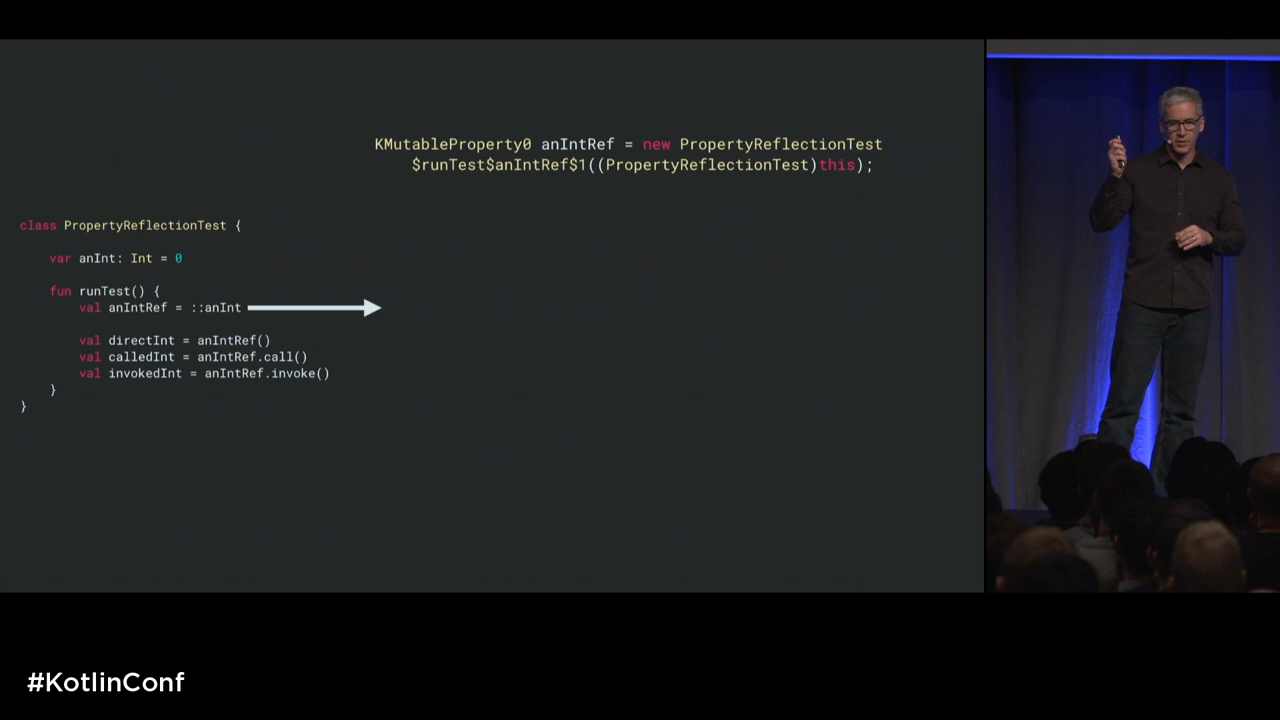 KMutableProperty0 anIntRef = new PropertyReflectionTest
$runTest$anIntRef$1((PropertyReflectionTest)this);
class PropertyReflectionTest {
var anInt: Int = 0
fun runTest() {
val anIntRef = ::anInt
val directInt = anIntRef()
val calledInt = anIntRef.call()
val invokedInt = anIntRef.invoke()
}
}
#KotlinConf